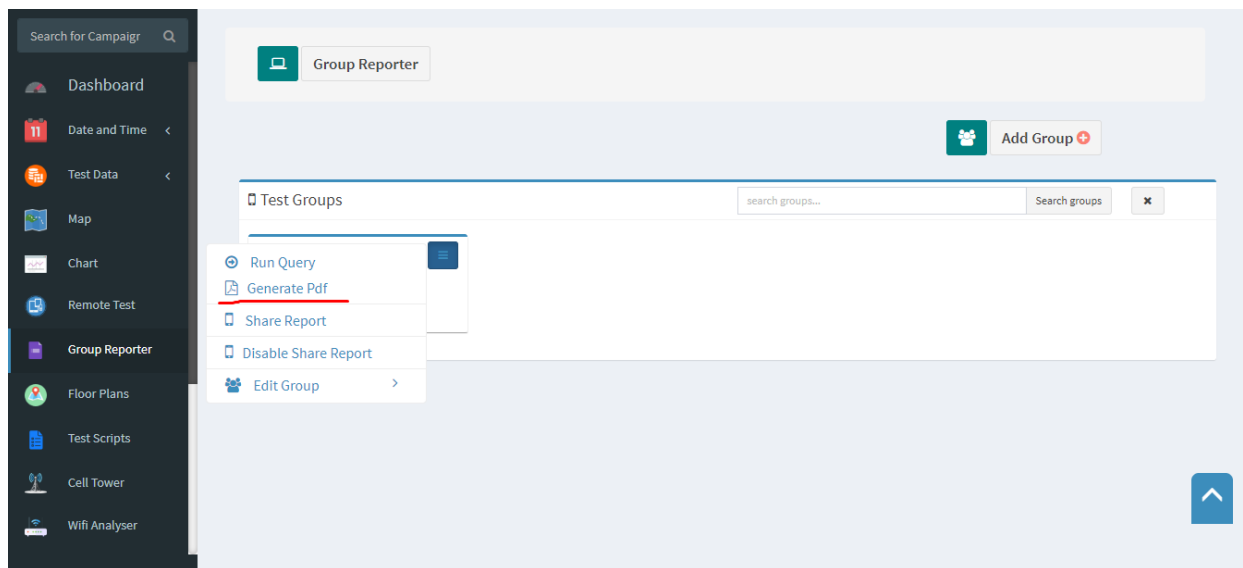 Search for Campaigr
Dashboard
11
Date and Time
Test Data
Map
Chart
Remote Test
Group Reporter
Floor Plans
Test Scripts
Cell Tower
Wifi Analyser
Group Reporter
Add Group
Test Groups
search groups...
Search groups
Run Query
Generate Pdf
Share Report
Disable Share Report
Edit Group